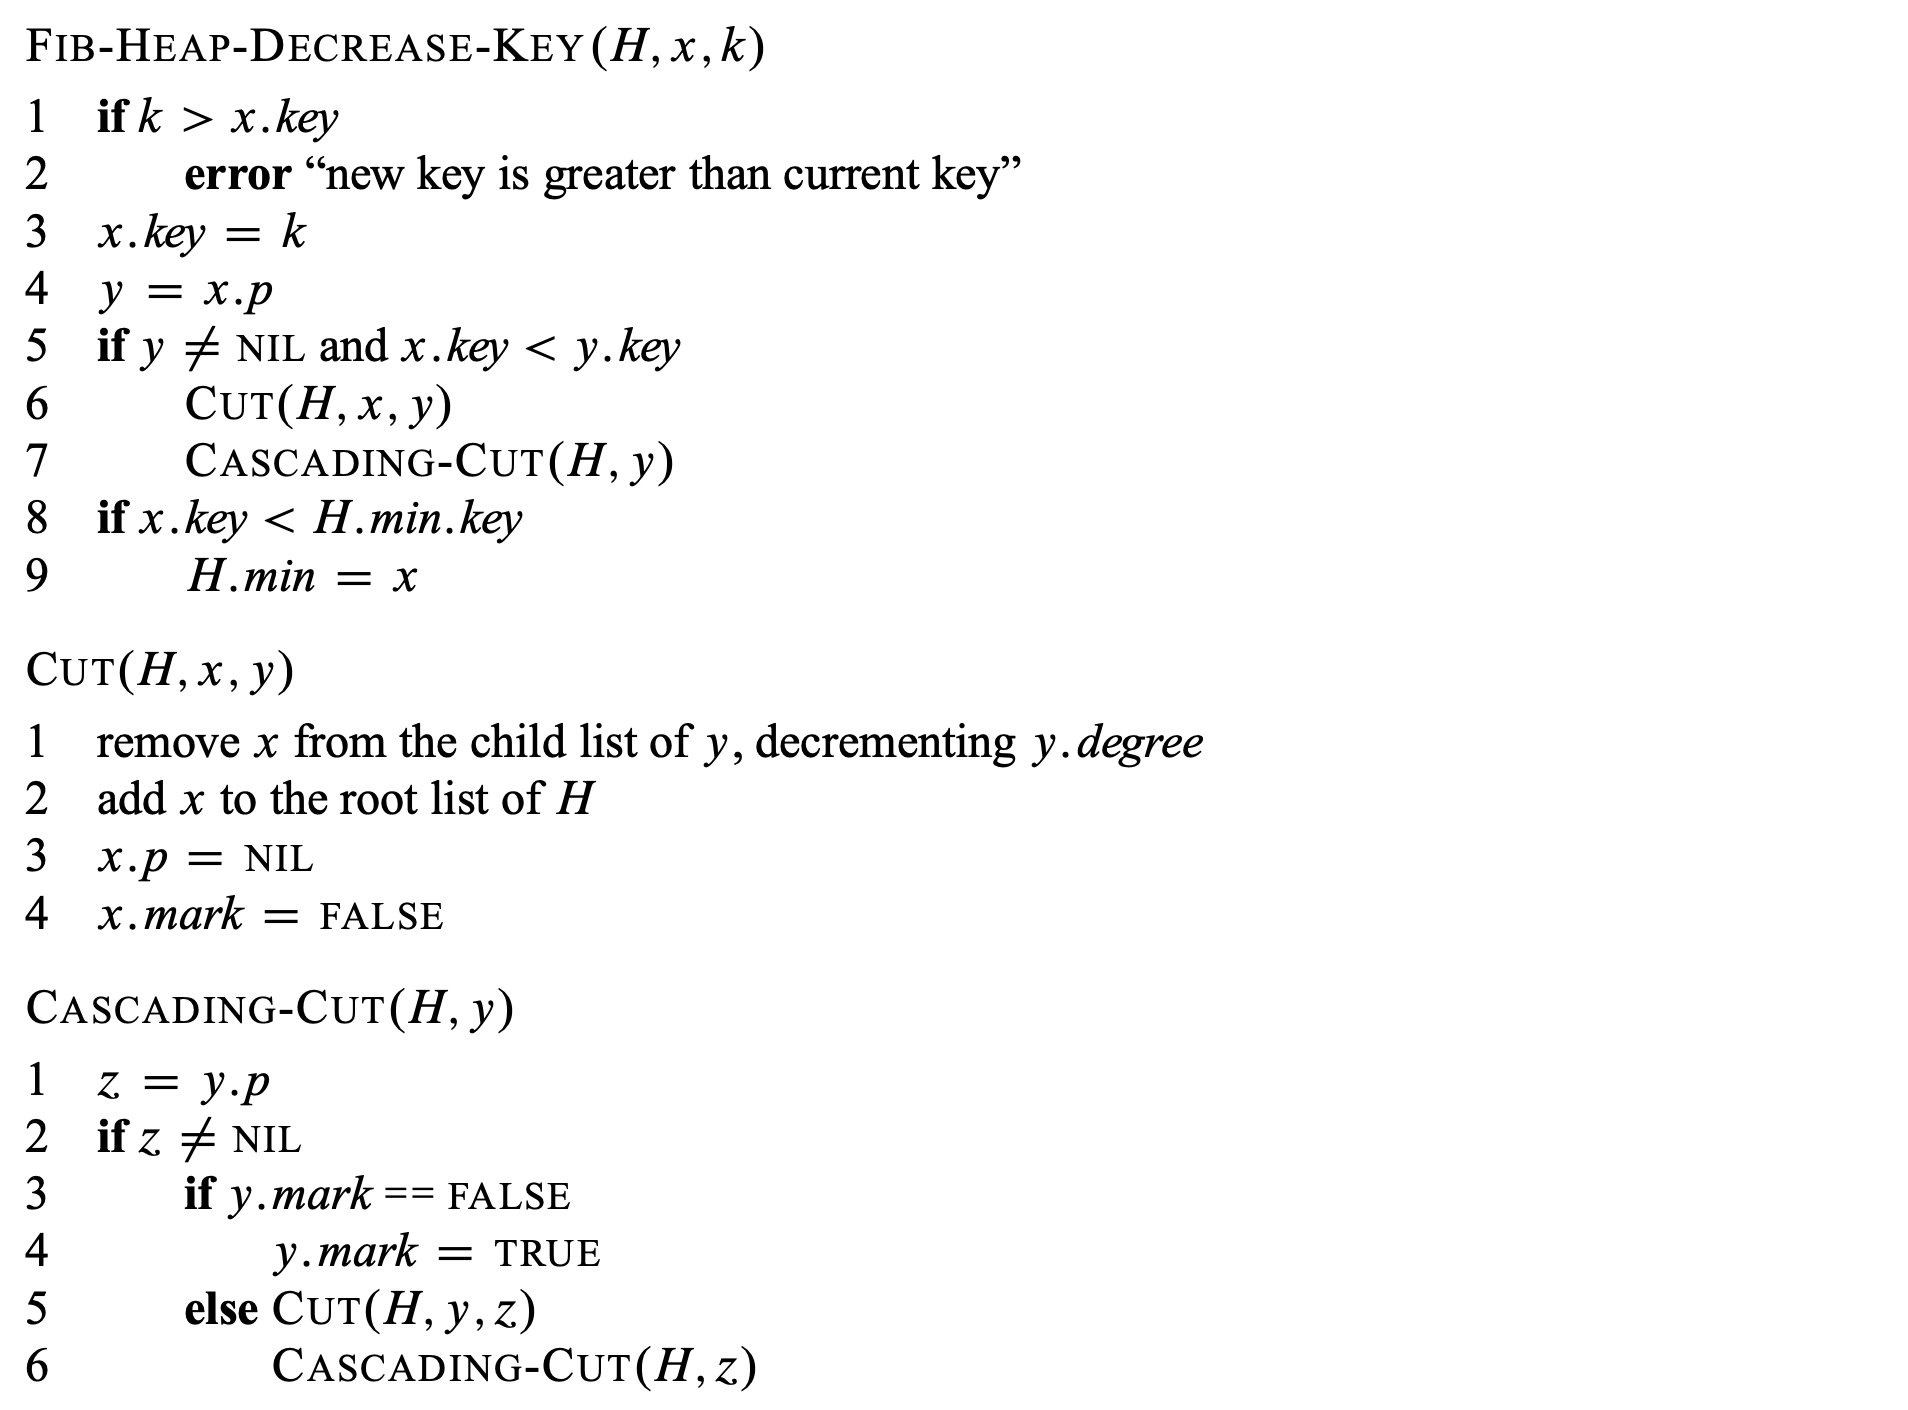 FIB-HEAP-DECREASE-KEY(H, x, k)
1 if k > x.key
2 error “new key is greater than current key”
3 x.key = k
4 y = x.p
5 if y ≠ NIL and x.key < y.key
6 CUT(H, x, y)
7 CASCADING-CUT(H, y)
8 if x.key < H.min.key
9 H.min = x
CUT(H, x, y)
1 remove x from the child list of y, decrementing y.degree
2 add x to the root list of H
3 x.p = NIL
4 x.mark = FALSE
CASCADING-CUT(H, y)
1 z = y.p
2 if z ≠ NIL
3 if y.mark == FALSE
4 y.mark = TRUE
5 else CUT(H, y, z)
6 CASCADING-CUT(H, z)